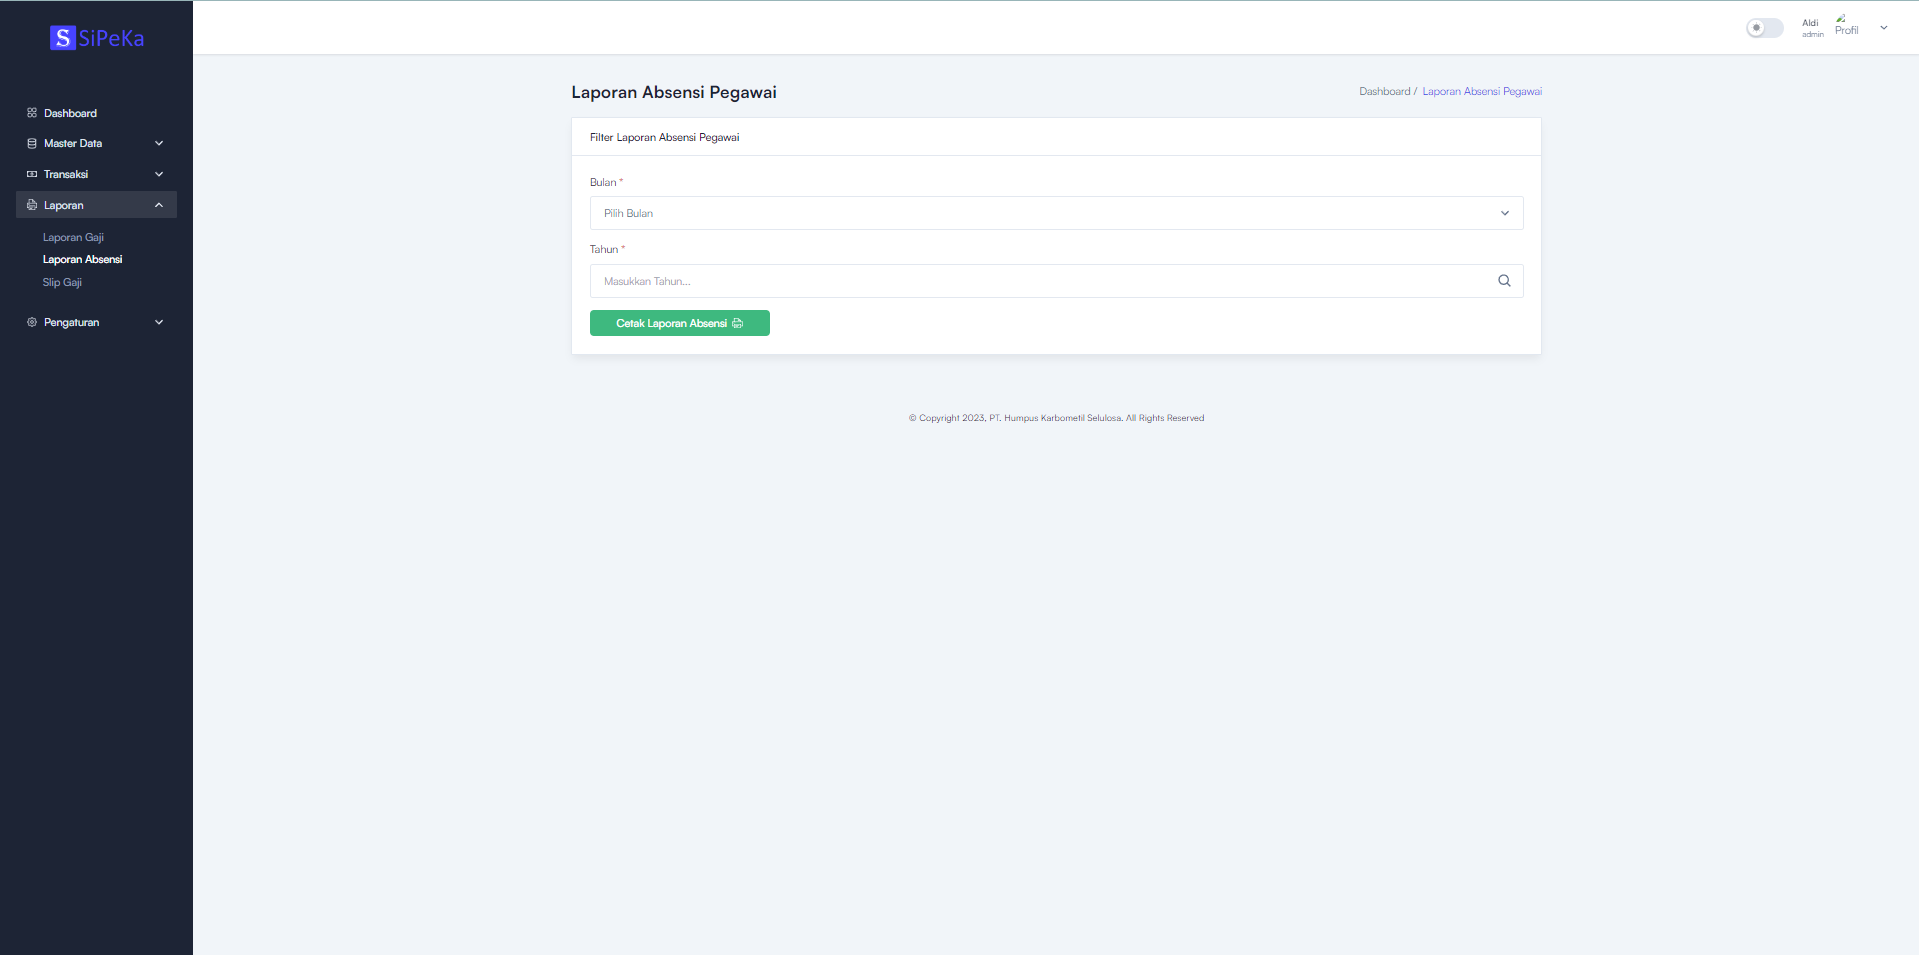 S SiPeKa
Dashboard
Master Data
Transaksi
Laporan
Laporan Gaji
Laporan Absensi
Slip Gaji
Pengaturan
Aldi
admin
Profil
Laporan Absensi Pegawai
Dashboard / Laporan Absensi Pegawai
Filter Laporan Absensi Pegawai
Bulan *
Pilih Bulan
Tahun *
Masukkan Tahun...
Cetak Laporan Absensi
© Copyright 2023, PT. Humpus Karbometil Selulosa. All Rights Reserved